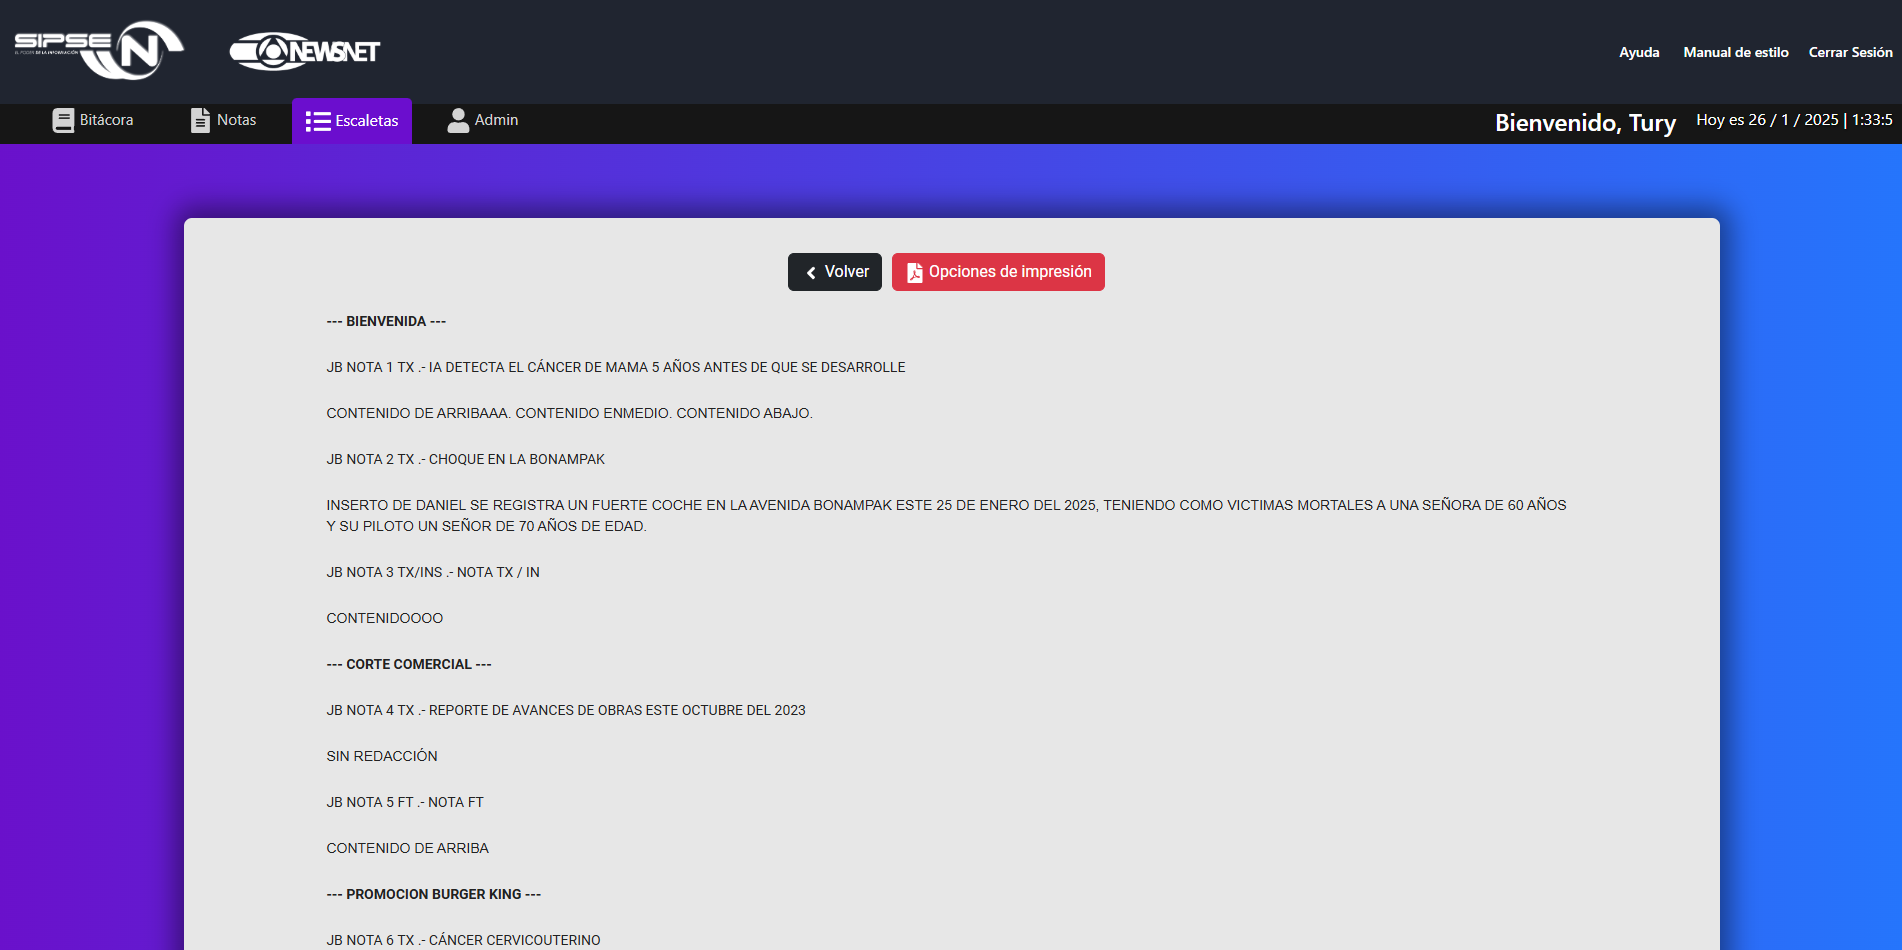 SIPSE N
EL PODER DE LA INFORMACIÓN
NEWSNET
Ayuda Manual de estilo Cerrar Sesión
Bitácora Notas Escaletas Admin
Bienvenido, Tury Hoy es 26 / 1 / 2025 | 1:33:5
Volver Opciones de impresión
--- BIENVENIDA ---
JB NOTA 1 TX .- IA DETECTA EL CÁNCER DE MAMA 5 AÑOS ANTES DE QUE SE DESARROLLE
CONTENIDO DE ARRIBAAA. CONTENIDO ENMEDIO. CONTENIDO ABAJO.
JB NOTA 2 TX .- CHOQUE EN LA BONAMPAK
INSERTO DE DANIEL SE REGISTRA UN FUERTE COCHE EN LA AVENIDA BONAMPAK ESTE 25 DE ENERO DEL 2025, TENIENDO COMO VICTIMAS MORTALES A UNA SEÑORA DE 60 AÑOS
Y SU PILOTO UN SEÑOR DE 70 AÑOS DE EDAD.
JB NOTA 3 TX/INS .- NOTA TX / IN
CONTENIDOOOO
--- CORTE COMERCIAL ---
JB NOTA 4 TX .- REPORTE DE AVANCES DE OBRAS ESTE OCTUBRE DEL 2023
SIN REDACCIÓN
JB NOTA 5 FT .- NOTA FT
CONTENIDO DE ARRIBA
--- PROMOCION BURGER KING ---
JB NOTA 6 TX .- CÁNCER CERVICOUTERINO